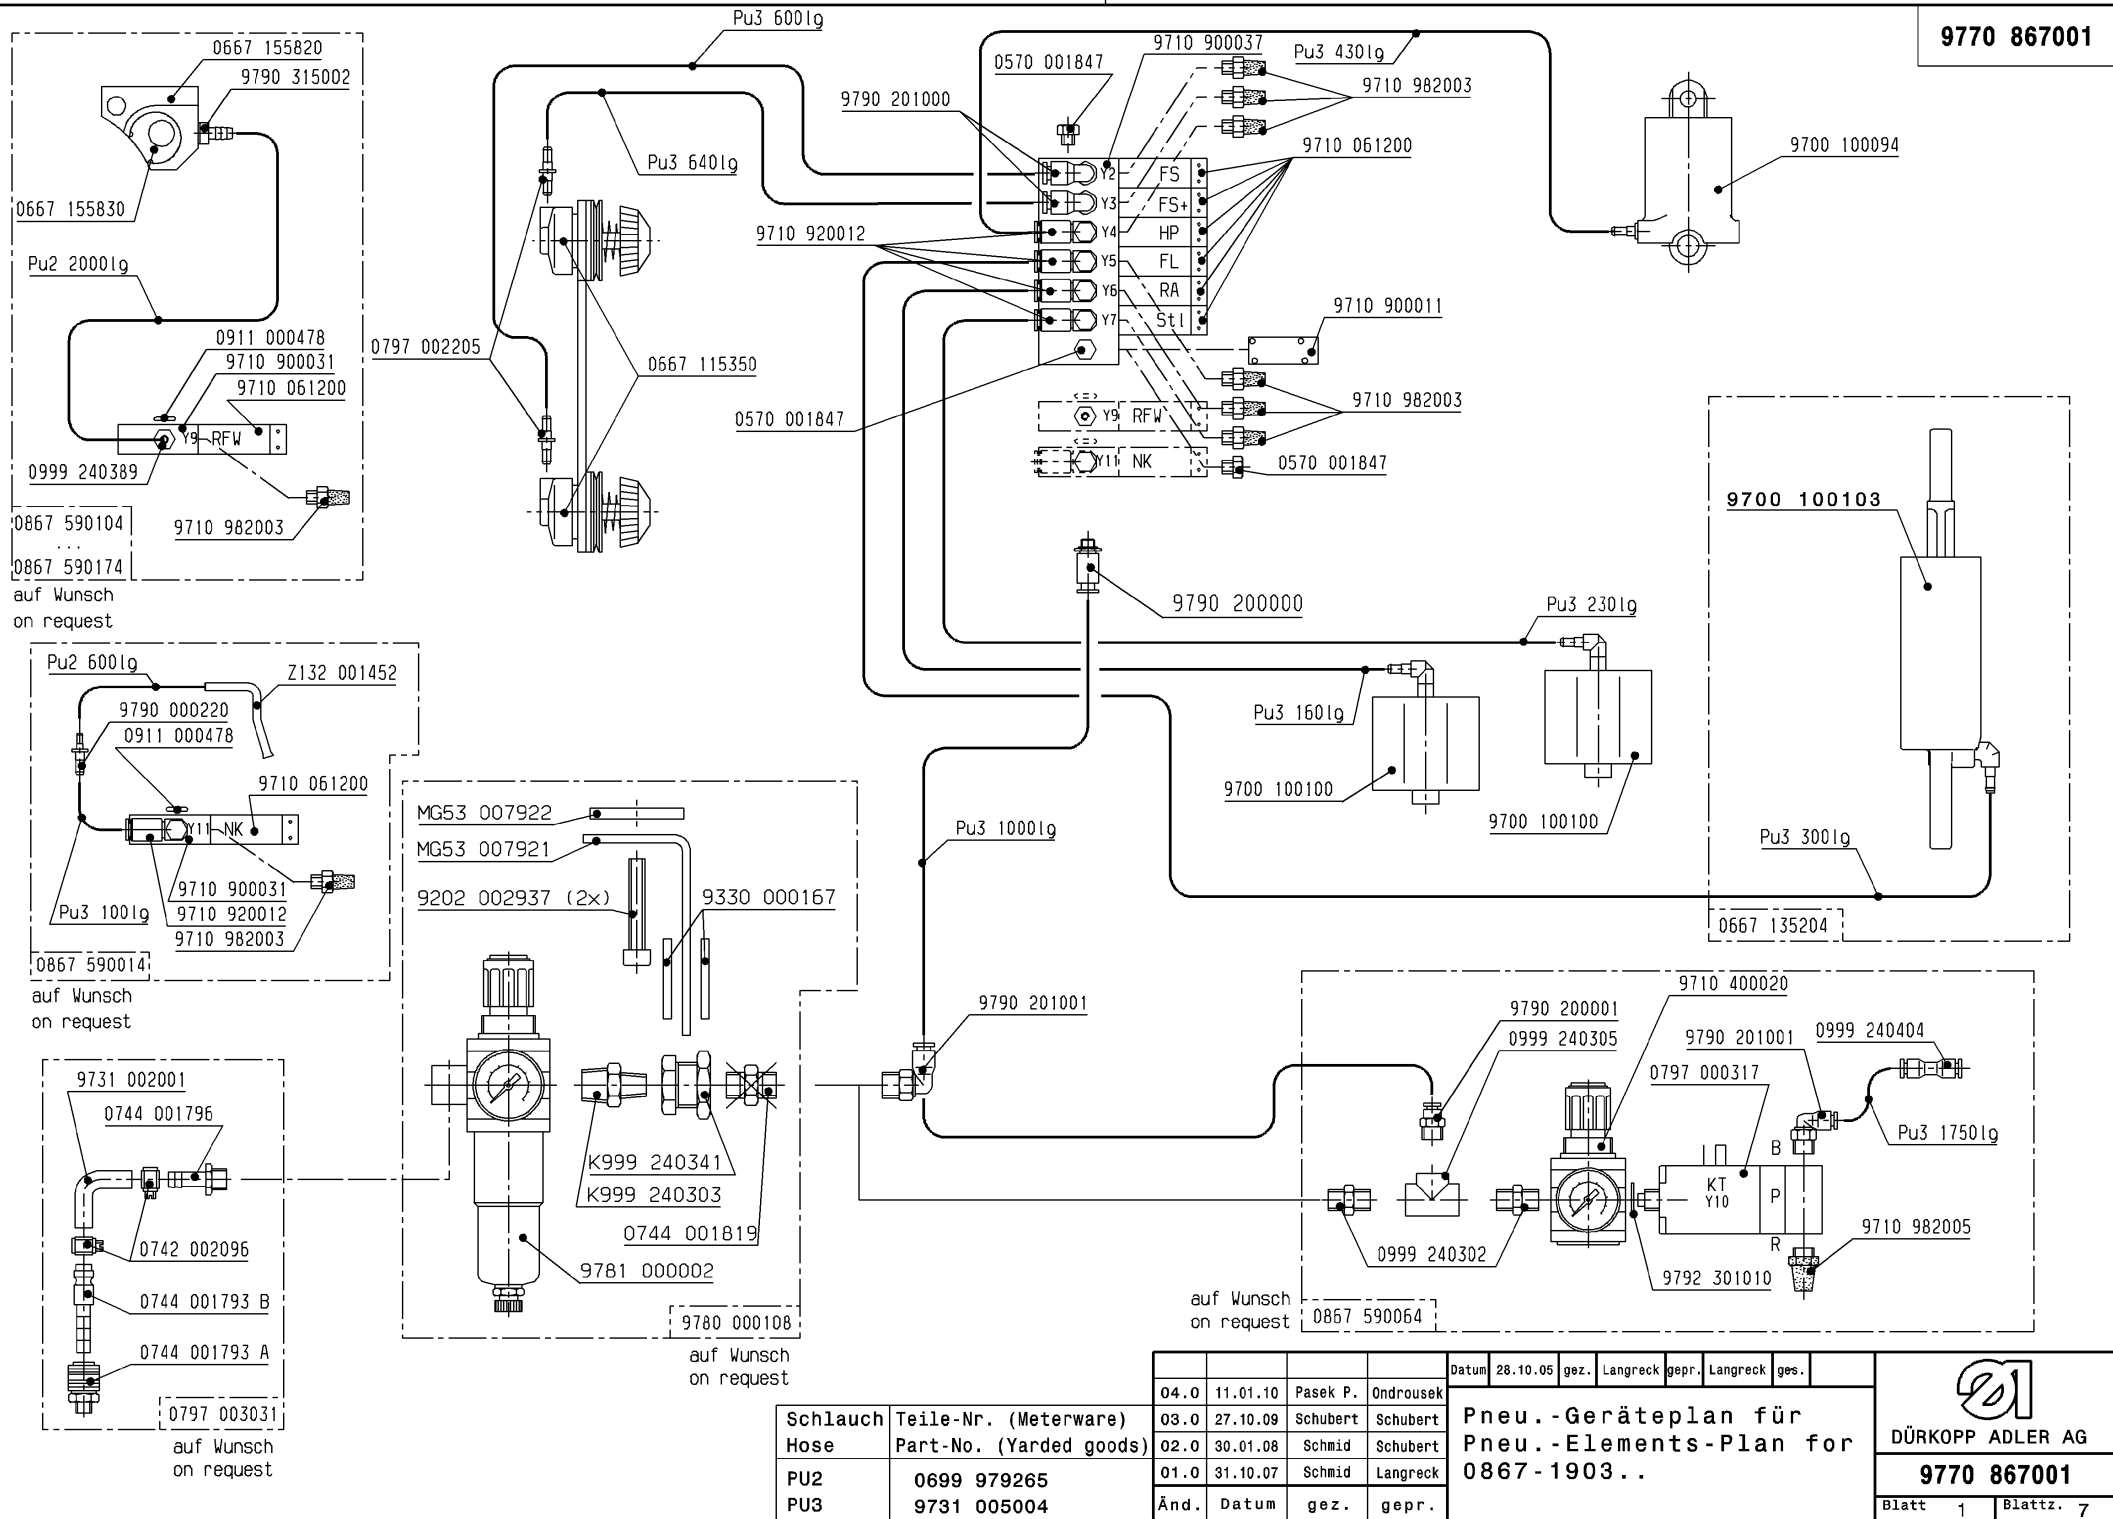 9770 867001
0667 155820
9790 315002
0667 155830
Pu2 2000lg
0911 000478
9710 900031
9710 061200
Y9
RFW
0999 240389
9710 982003
0867 590104
...
0867 590174
auf Wunsch
on request
Pu3 600lg
Pu3 640lg
0797 002205
0667 115350
9790 201000
0570 001847
9710 900037
Pu3 430lg
9710 982003
9710 061200
9700 100094
9710 920012
Y2 FS
Y3 FS+
Y4 HP
Y5 FL
Y6 RA
Y7 Stl
9710 900011
0570 001847
Y9 RFW
Y11 NK
9710 982003
0570 001847
9700 100103
9790 200000
Pu3 230lg
Pu3 160lg
9700 100100
9700 100100
Pu3 300lg
0667 135204
Pu2 600lg
Z132 001452
9790 000220
0911 000478
9710 061200
Y11 NK
9710 900031
Pu3 100lg
9710 920012
9710 982003
0867 590014
auf Wunsch
on request
MG53 007922
MG53 007921
9202 002937 (2x)
9330 000167
K999 240341
K999 240303
0744 001819
9781 000002
9780 000108
auf Wunsch
on request
Pu3 1000lg
9790 201001
9731 002001
0744 001796
0742 002096
0744 001793 B
0744 001793 A
0797 003031
auf Wunsch
on request
9710 400020
9790 200001
0999 240305
9790 201001
0999 240404
0797 000317
Pu3 1750lg
B
KT
Y10
P
R
9710 982005
0999 240302
9792 301010
auf Wunsch
on request
0867 590064
Schlauch Teile-Nr. (Meterware)
Hose Part-No. (Yarded goods)
PU2 0699 979265
PU3 9731 005004
04.0 11.01.10 Pasek P. Ondrousek
03.0 27.10.09 Schubert Schubert
02.0 30.01.08 Schmid Schubert
01.0 31.10.07 Schmid Langreck
Änd. Datum gez. gepr.
Datum 28.10.05 gez. Langreck gepr. Langreck ges.
Pneu.-Geräteplan für
Pneu.-Elements-Plan for
0867-1903..
DÜRKOPP ADLER AG
9770 867001
Blatt 1 Blattz. 7